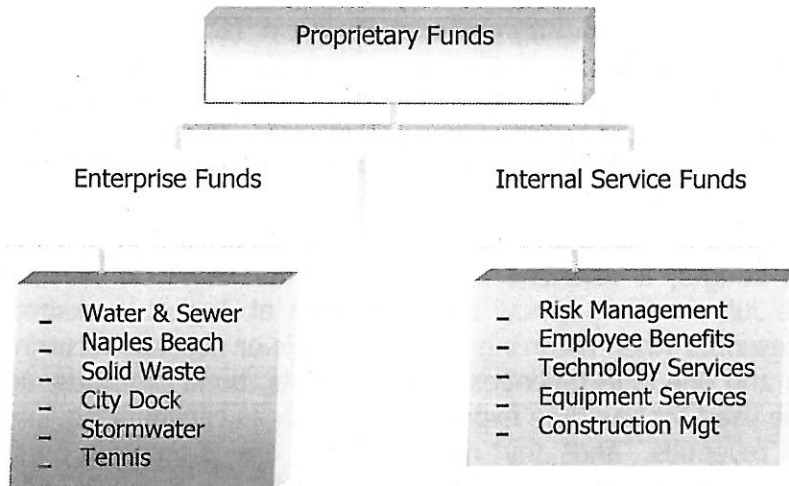 Proprietary Funds
Enterprise Funds
Internal Service Funds
_ Water & Sewer
_ Naples Beach
_ Solid Waste
_ City Dock
_ Stormwater
_ Tennis
_ Risk Management
_ Employee Benefits
_ Technology Services
_ Equipment Services
_ Construction Mgt